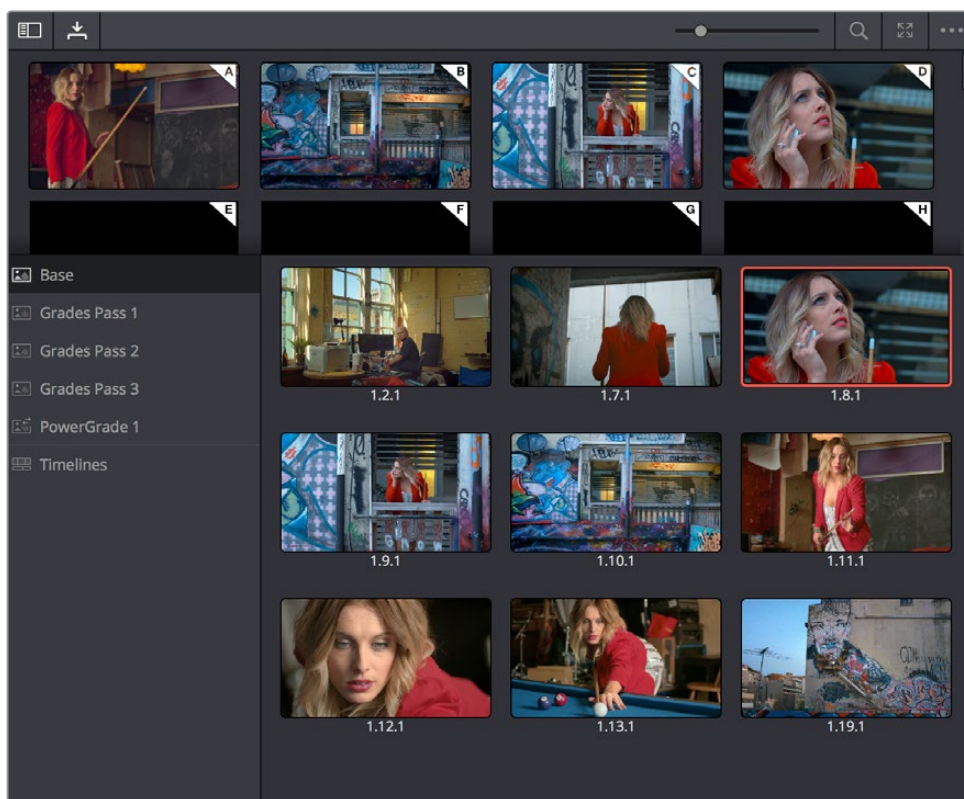 A
B
C
D
E
F
G
H
Base
Grades Pass 1
Grades Pass 2
Grades Pass 3
PowerGrade 1
Timelines
1.2.1
1.7.1
1.8.1
1.9.1
1.10.1
1.11.1
1.12.1
1.13.1
1.19.1